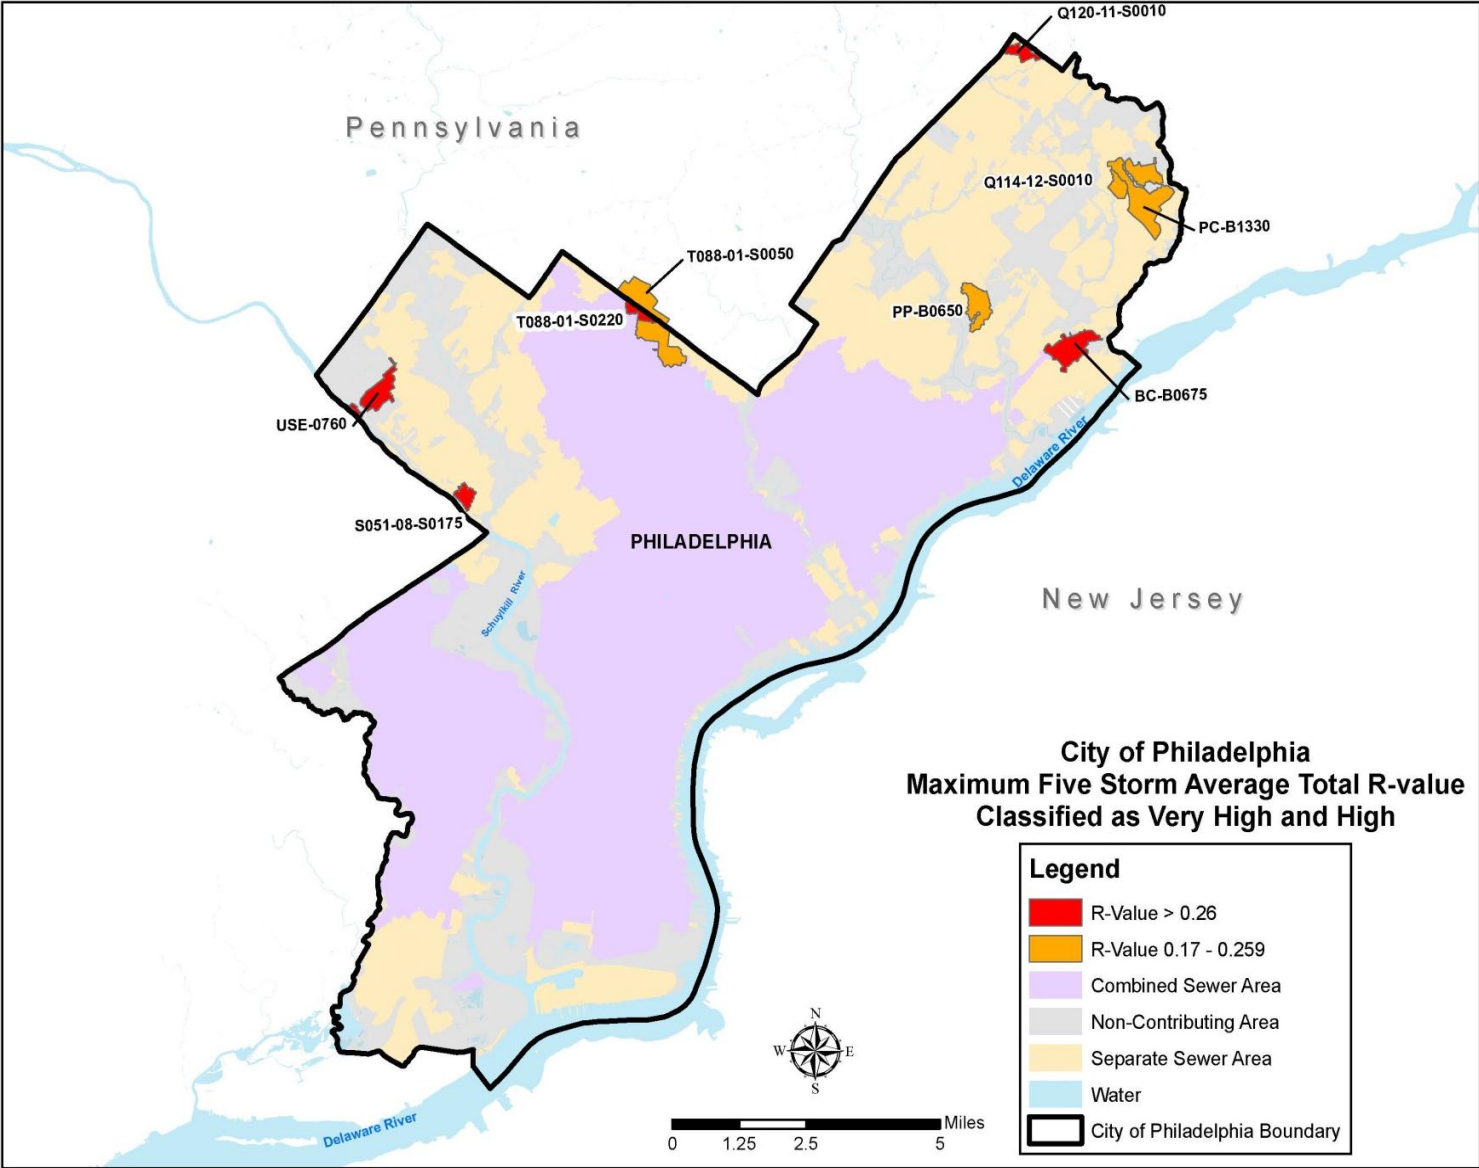 Q120-11-S0010
Pennsylvania
Q114-12-S0010
PC-B1330
T088-01-S0050
PP-B0650
T088-01-S0220
BC-B0675
USE-0760
Delaware River
S051-08-S0175
PHILADELPHIA
Schuylkill River
New Jersey
City of Philadelphia
Maximum Five Storm Average Total R-value
Classified as Very High and High
Legend
R-Value > 0.26
R-Value 0.17 - 0.259
Combined Sewer Area
Non-Contributing Area
Separate Sewer Area
Water
City of Philadelphia Boundary
N
W E
S
Miles
0 1.25 2.5 5
Delaware River